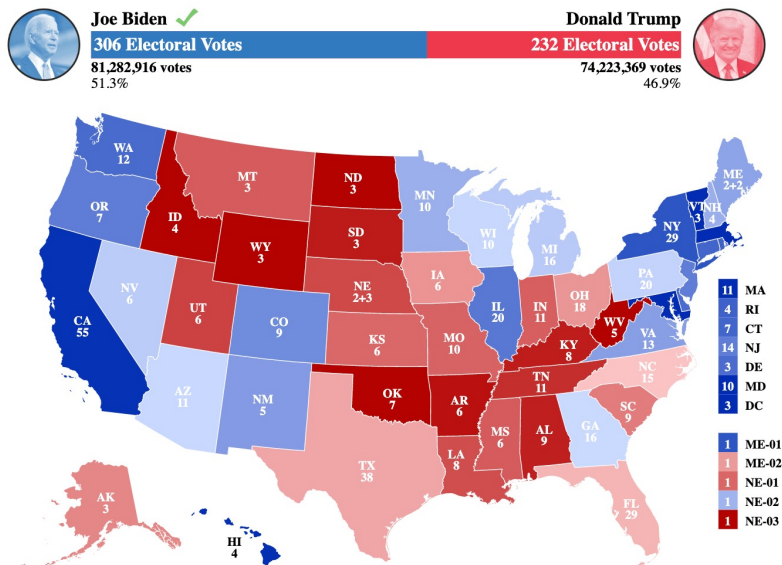 Joe Biden
Donald Trump
306 Electoral Votes
232 Electoral Votes
81,282,916 votes
74,223,369 votes
51.3%
46.9%
WA
12
OR
7
CA
55
NV
6
ID
4
MT
3
WY
3
UT
6
AZ
11
CO
9
NM
5
ND
3
SD
3
NE
2+3
KS
6
OK
7
TX
38
MN
10
IA
6
MO
10
AR
6
LA
8
WI
10
IL
20
MI
16
IN
11
OH
18
KY
8
TN
11
MS
6
AL
9
GA
16
FL
29
SC
9
NC
15
VA
13
WV
5
PA
20
NY
29
VT
3
NH
4
ME
2+2
AK
3
HI
4
11 MA
4 RI
7 CT
14 NJ
3 DE
10 MD
3 DC
1 ME-01
1 ME-02
1 NE-01
1 NE-02
1 NE-03